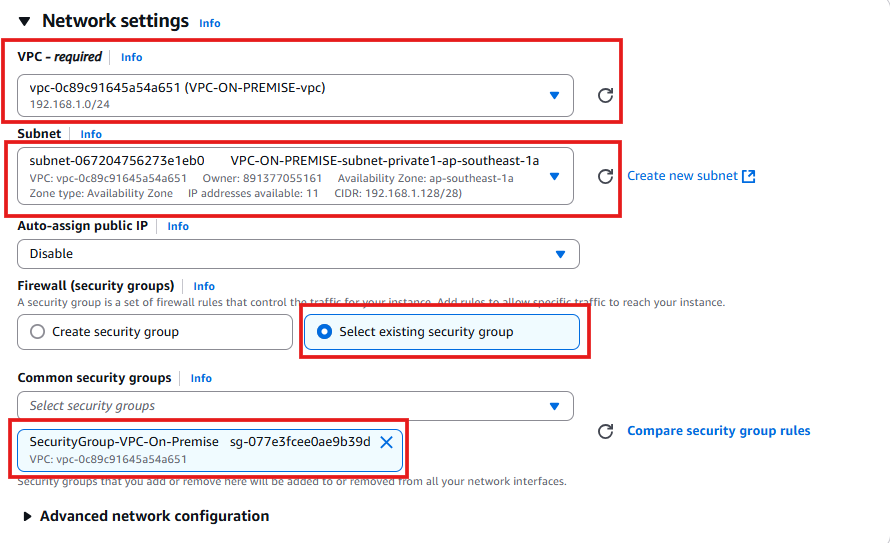 Network settings Info
VPC – required Info
vpc-0c89c91645a54a651 (VPC-ON-PREMISE-vpc)
192.168.1.0/24
Subnet Info
subnet-067204756273e1eb0 VPC-ON-PREMISE-subnet-private1-ap-southeast-1a
VPC: vpc-0c89c91645a54a651 Owner: 891377055161 Availability Zone: ap-southeast-1a
Zone type: Availability Zone IP addresses available: 11 CIDR: 192.168.1.128/28)
Create new subnet
Auto-assign public IP Info
Disable
Firewall (security groups) Info
A security group is a set of firewall rules that control the traffic for your instance. Add rules to allow specific traffic to reach your instance.
Create security group
Select existing security group
Common security groups Info
Select security groups
SecurityGroup-VPC-On-Premise sg-077e3fcee0ae9b39d
VPC: vpc-0c89c91645a54a651
Compare security group rules
Security groups that you add or remove here will be added to or removed from all your network interfaces.
Advanced network configuration